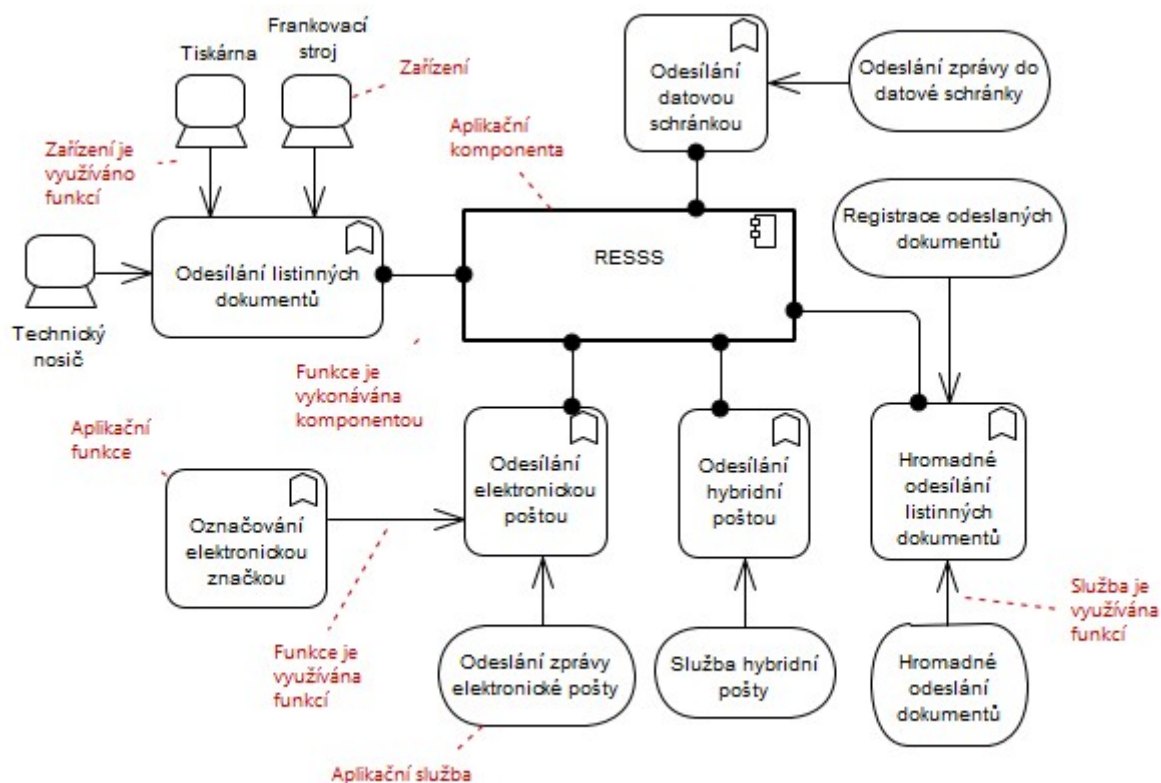 Tiskárna
Frankovací
stroj
Zařízení
Zařízení je
využíváno
funkcí
Technický
nosič
Odesílání listinných
dokumentů
Aplikační
komponenta
RESSS
Odesílání
datovou
schránkou
Odeslání zprávy do
datové schránky
Registrace odeslaných
dokumentů
Funkce je
vykonávána
komponentou
Aplikační
funkce
Označování
elektronickou
značkou
Odesílání
elektronickou
poštou
Odesílání
hybridní
poštou
Hromadné
odesílání
listinných
dokumentů
Funkce je
využívána
funkcí
Odeslání zprávy
elektronické pošty
Služba hybridní
pošty
Hromadné
odeslání
dokumentů
Služba je
využívána
funkcí
Aplikační služba